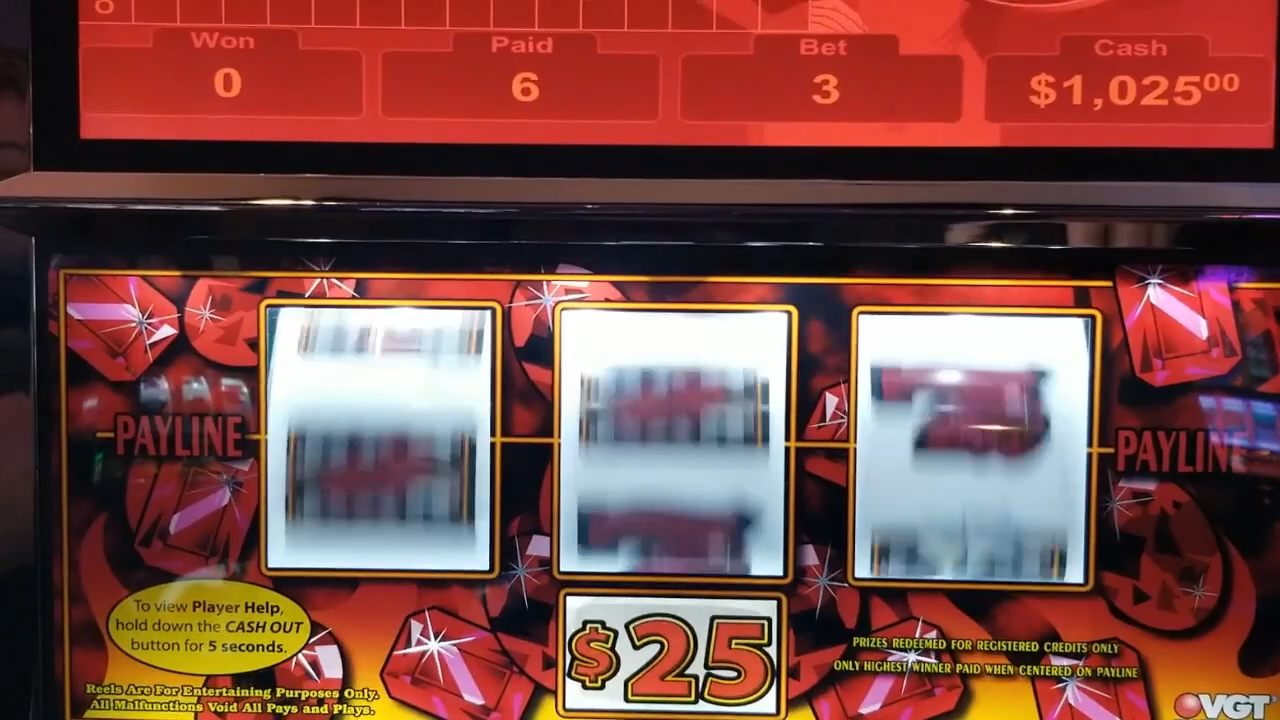 0
Won Paid Bet Cash
0 6 3 $1,025⁰⁰
PAYLINE PAYLINE
To view Player Help,
hold down the CASH OUT
button for 5 seconds.
$25
PRIZES REDEEMED FOR REGISTERED CREDITS ONLY
ONLY HIGHEST WINNER PAID WHEN CENTERED ON PAYLINE
Reels Are For Entertaining Purposes Only.
All Malfunctions Void All Pays and Plays.
VGT